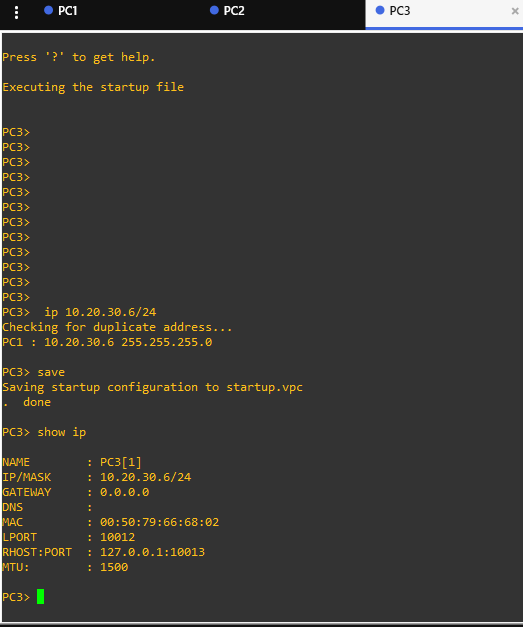 PC1 PC2 PC3 ×
Press '?' to get help.
Executing the startup file
PC3>
PC3>
PC3>
PC3>
PC3>
PC3>
PC3>
PC3>
PC3>
PC3>
PC3>
PC3>
PC3>  ip 10.20.30.6/24
Checking for duplicate address...
PC1 : 10.20.30.6 255.255.255.0
PC3> save
Saving startup configuration to startup.vpc
.  done
PC3> show ip
NAME        : PC3[1]
IP/MASK     : 10.20.30.6/24
GATEWAY     : 0.0.0.0
DNS         :
MAC         : 00:50:79:66:68:02
LPORT       : 10012
RHOST:PORT  : 127.0.0.1:10013
MTU:        : 1500
PC3>